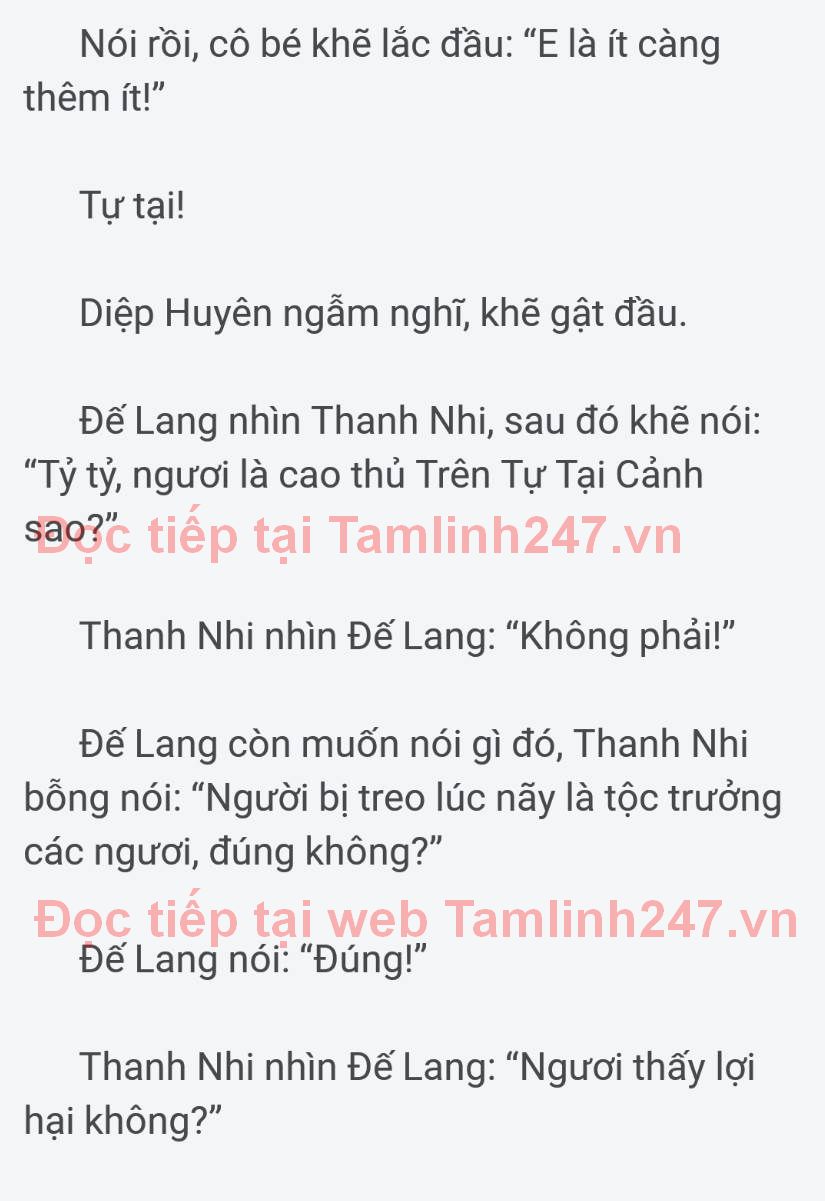 Nói rồi, cô bé khẽ lắc đầu: “E là ít càng
thêm ít!”
Tự tại!
Diệp Huyên ngẫm nghĩ, khẽ gật đầu.
Đế Lang nhìn Thanh Nhi, sau đó khẽ nói:
“Tỷ tỷ, ngươi là cao thủ Trên Tự Tại Cảnh
sao?”
Đọc tiếp tại Tamlinh247.vn
Thanh Nhi nhìn Đế Lang: “Không phải!”
Đế Lang còn muốn nói gì đó, Thanh Nhi
bỗng nói: “Người bị treo lúc nãy là tộc trưởng
các ngươi, đúng không?”
Đọc tiếp tại web Tamlinh247.vn
Đế Lang nói: “Đúng!”
Thanh Nhi nhìn Đế Lang: “Ngươi thấy lợi
hại không?”